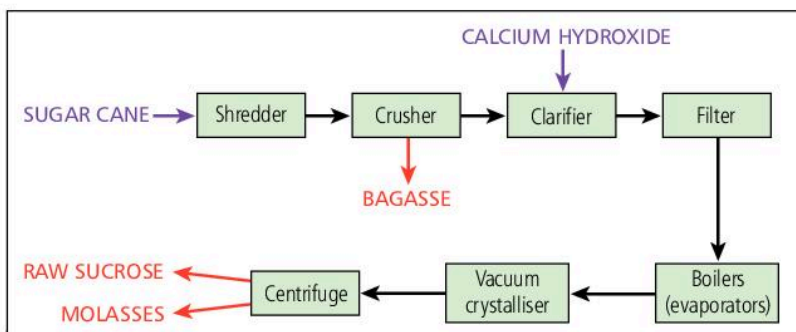 CALCIUM HYDROXIDE
SUGAR CANE
Shredder
Crusher
Clarifier
Filter
BAGASSE
RAW SUCROSE
MOLASSES
Centrifuge
Vacuum
crystalliser
Boilers
(evaporators)